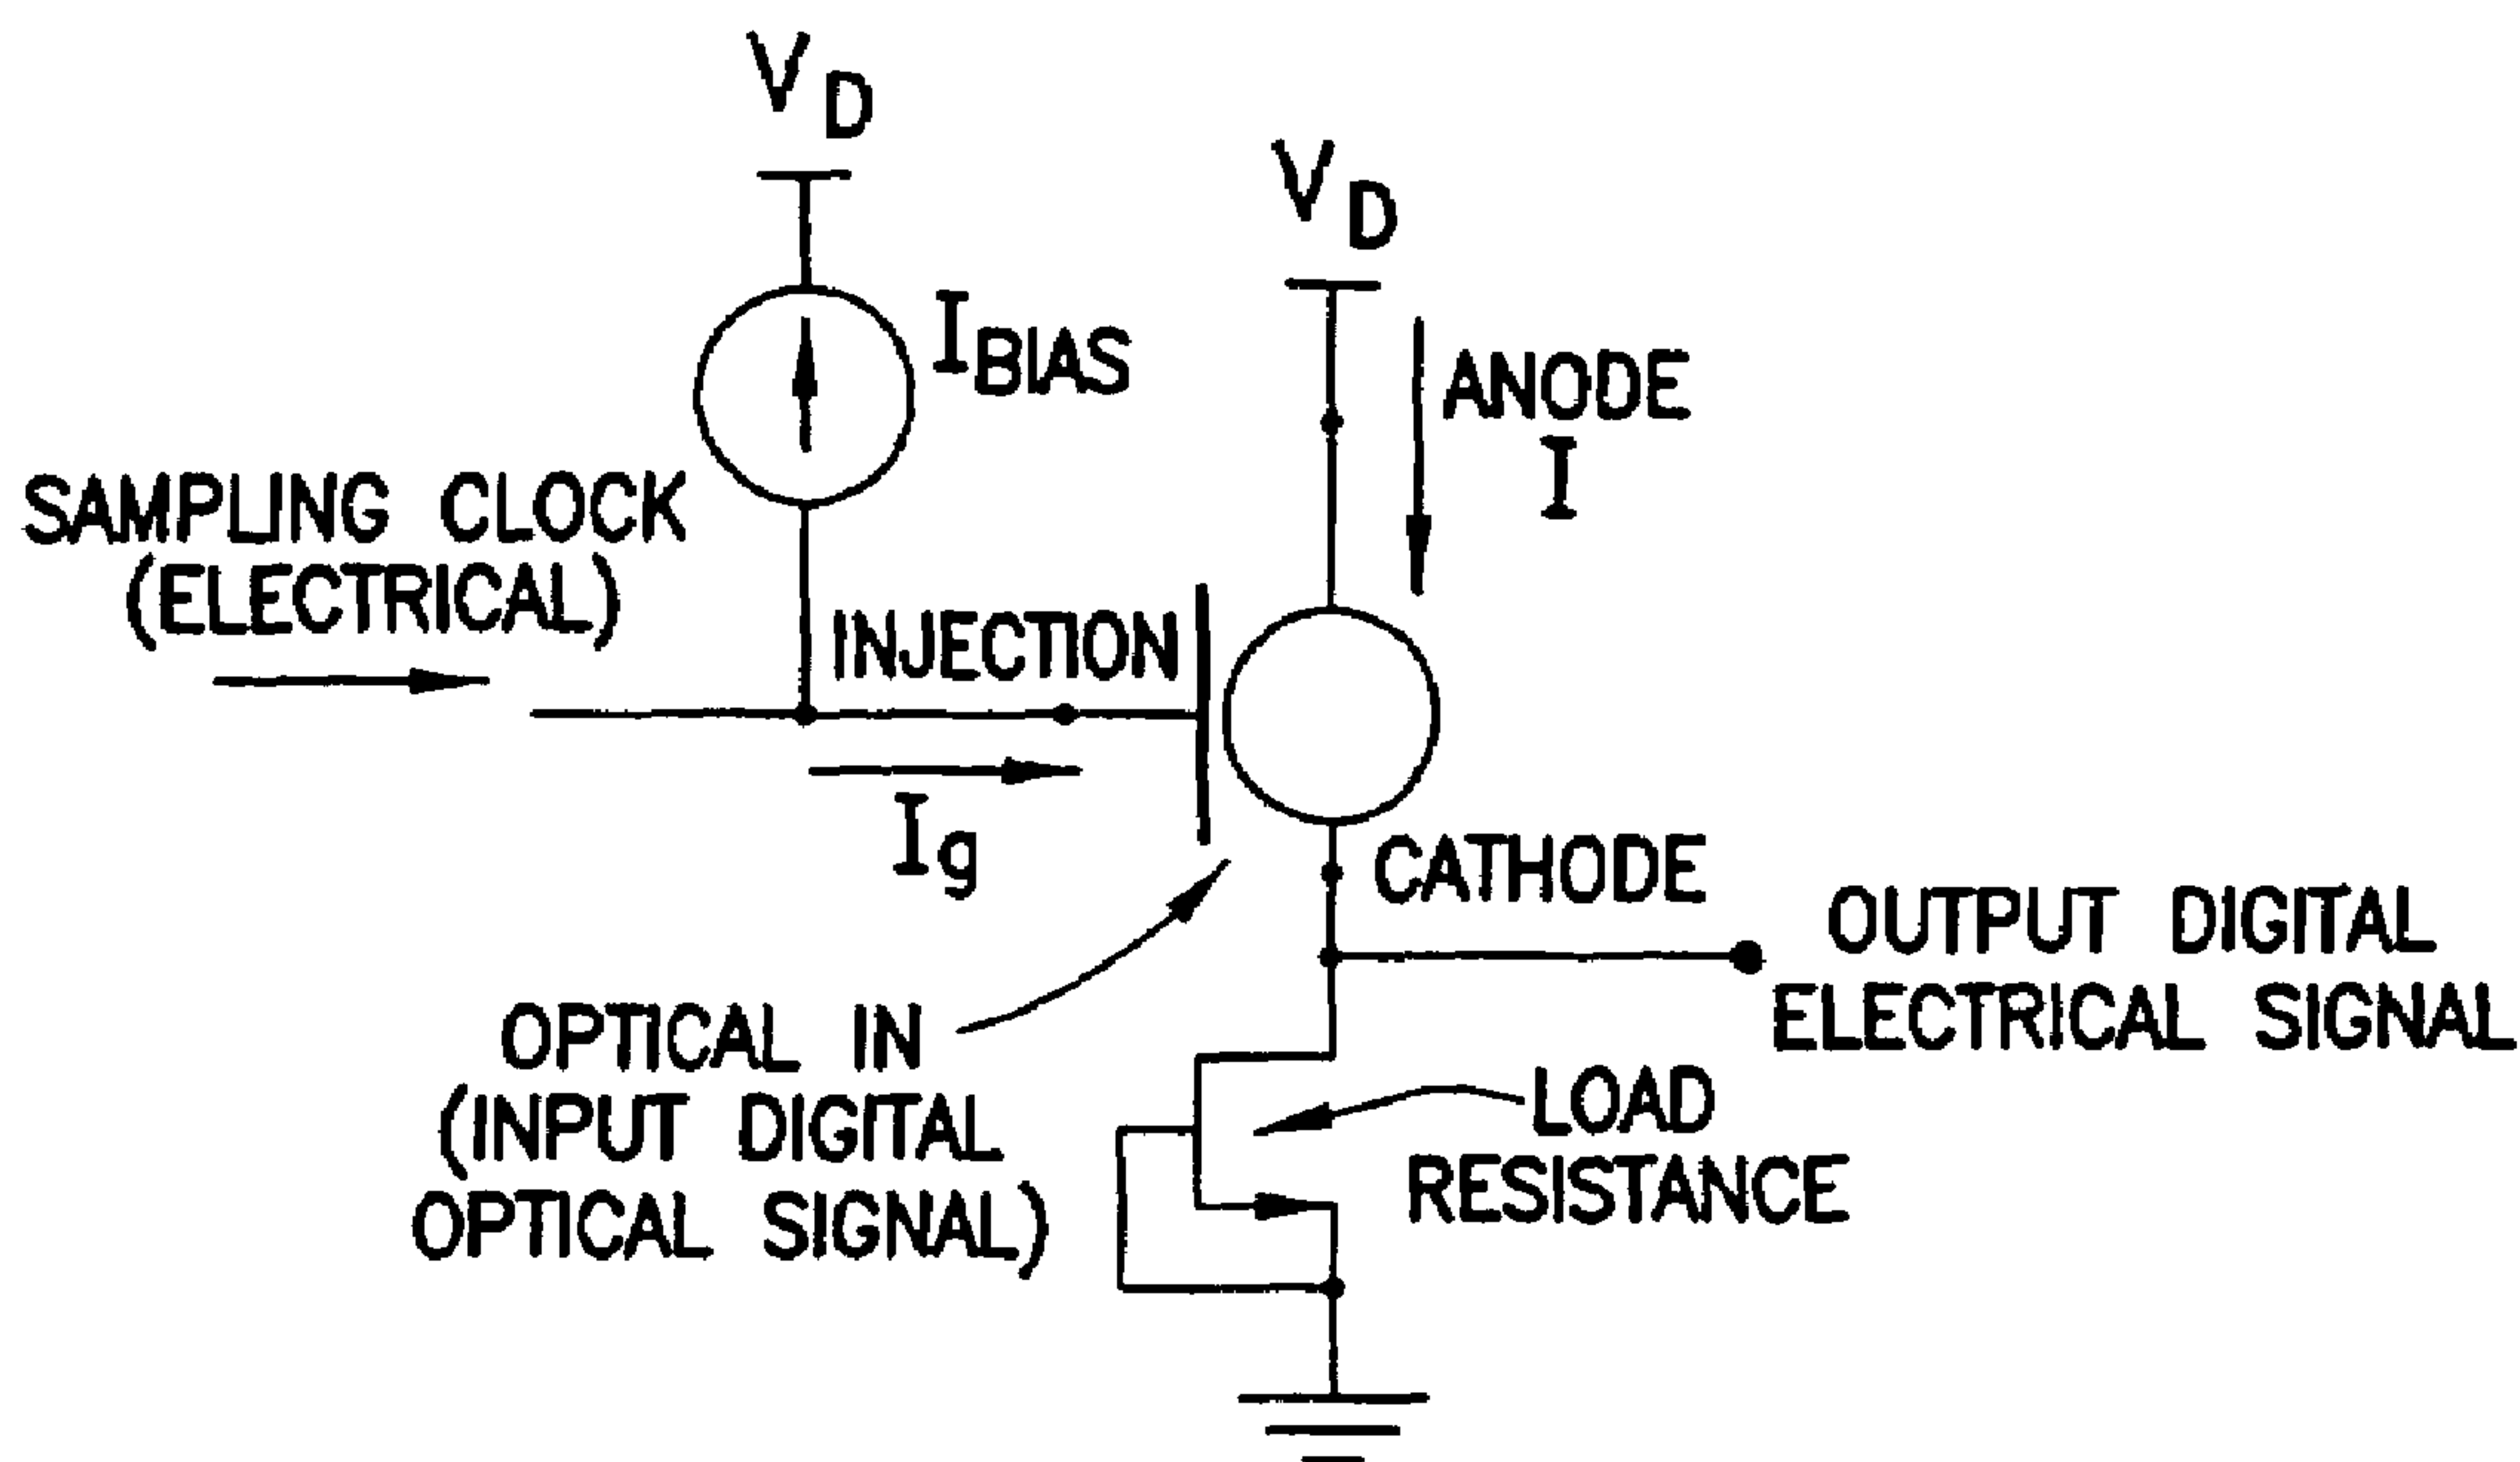 V_D
V_D
I_BIAS
ANODE
I
SAMPLING CLOCK
(ELECTRICAL)
INJECTION
Ig
CATHODE
OUTPUT DIGITAL
ELECTRICAL SIGNAL
OPTICAL IN
(INPUT DIGITAL
OPTICAL SIGNAL)
LOAD
RESISTANCE